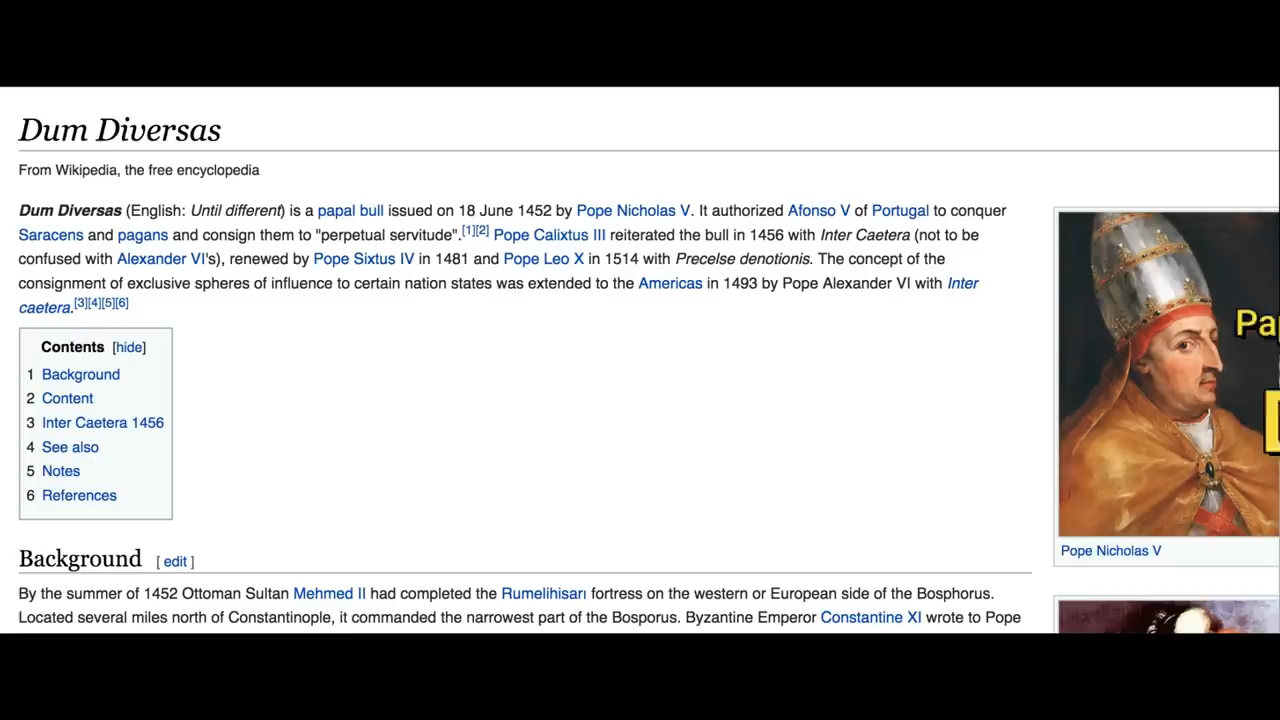 Dum Diversas
From Wikipedia, the free encyclopedia
Dum Diversas (English: Until different) is a papal bull issued on 18 June 1452 by Pope Nicholas V. It authorized Afonso V of Portugal to conquer
Saracens and pagans and consign them to "perpetual servitude".[1][2] Pope Calixtus III reiterated the bull in 1456 with Inter Caetera (not to be
confused with Alexander VI's), renewed by Pope Sixtus IV in 1481 and Pope Leo X in 1514 with Precelse denotionis. The concept of the
consignment of exclusive spheres of influence to certain nation states was extended to the Americas in 1493 by Pope Alexander VI with Inter
caetera.[3][4][5][6]
Contents [hide]
1 Background
2 Content
3 Inter Caetera 1456
4 See also
5 Notes
6 References
Pope Nicholas V
Background [ edit ]
By the summer of 1452 Ottoman Sultan Mehmed II had completed the Rumelihisarı fortress on the western or European side of the Bosphorus.
Located several miles north of Constantinople, it commanded the narrowest part of the Bosporus. Byzantine Emperor Constantine XI wrote to Pope